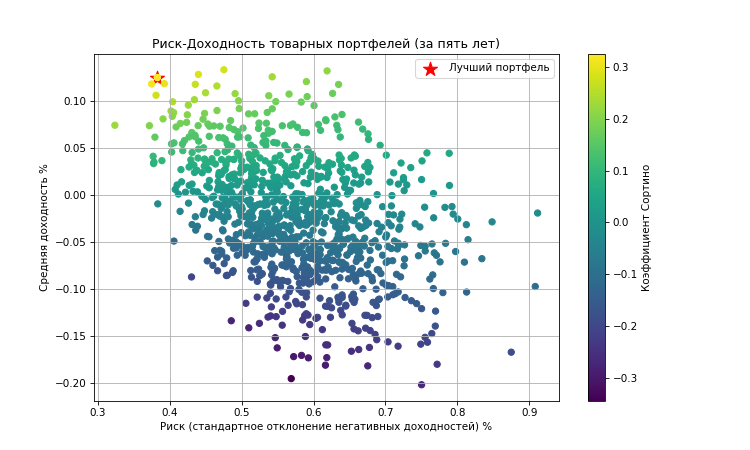 Риск-Доходность товарных портфелей (за пять лет)
Лучший портфель
Средняя доходность %
0.10
0.05
0.00
−0.05
−0.10
−0.15
−0.20
0.3 0.4 0.5 0.6 0.7 0.8 0.9
Риск (стандартное отклонение негативных доходностей) %
0.3
0.2
0.1
0.0
−0.1
−0.2
−0.3
Коэффициент Сортино